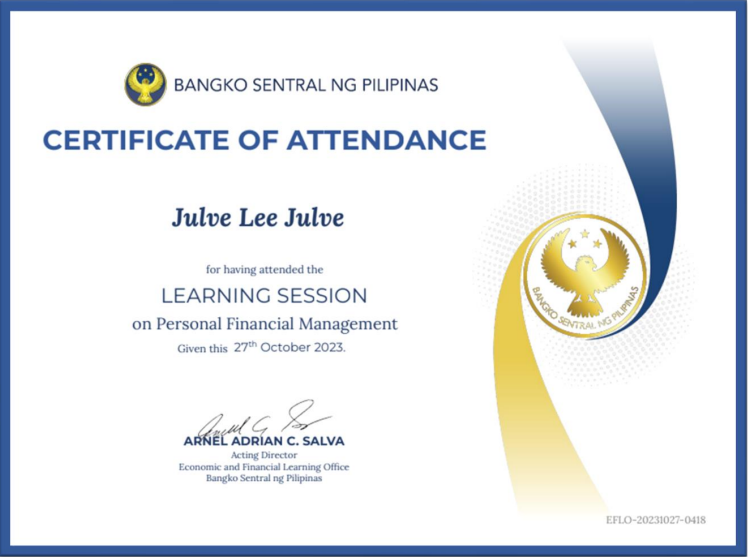 BANGKO SENTRAL NG PILIPINAS
CERTIFICATE OF ATTENDANCE
Julve Lee Julve
for having attended the
LEARNING SESSION
on Personal Financial Management
Given this 27th October 2023.
BANGKO SENTRAL NG PILIPINAS
ARNEL ADRIAN C. SALVA
Acting Director
Economic and Financial Learning Office
Bangko Sentral ng Pilipinas
EFLO-20231027-0418